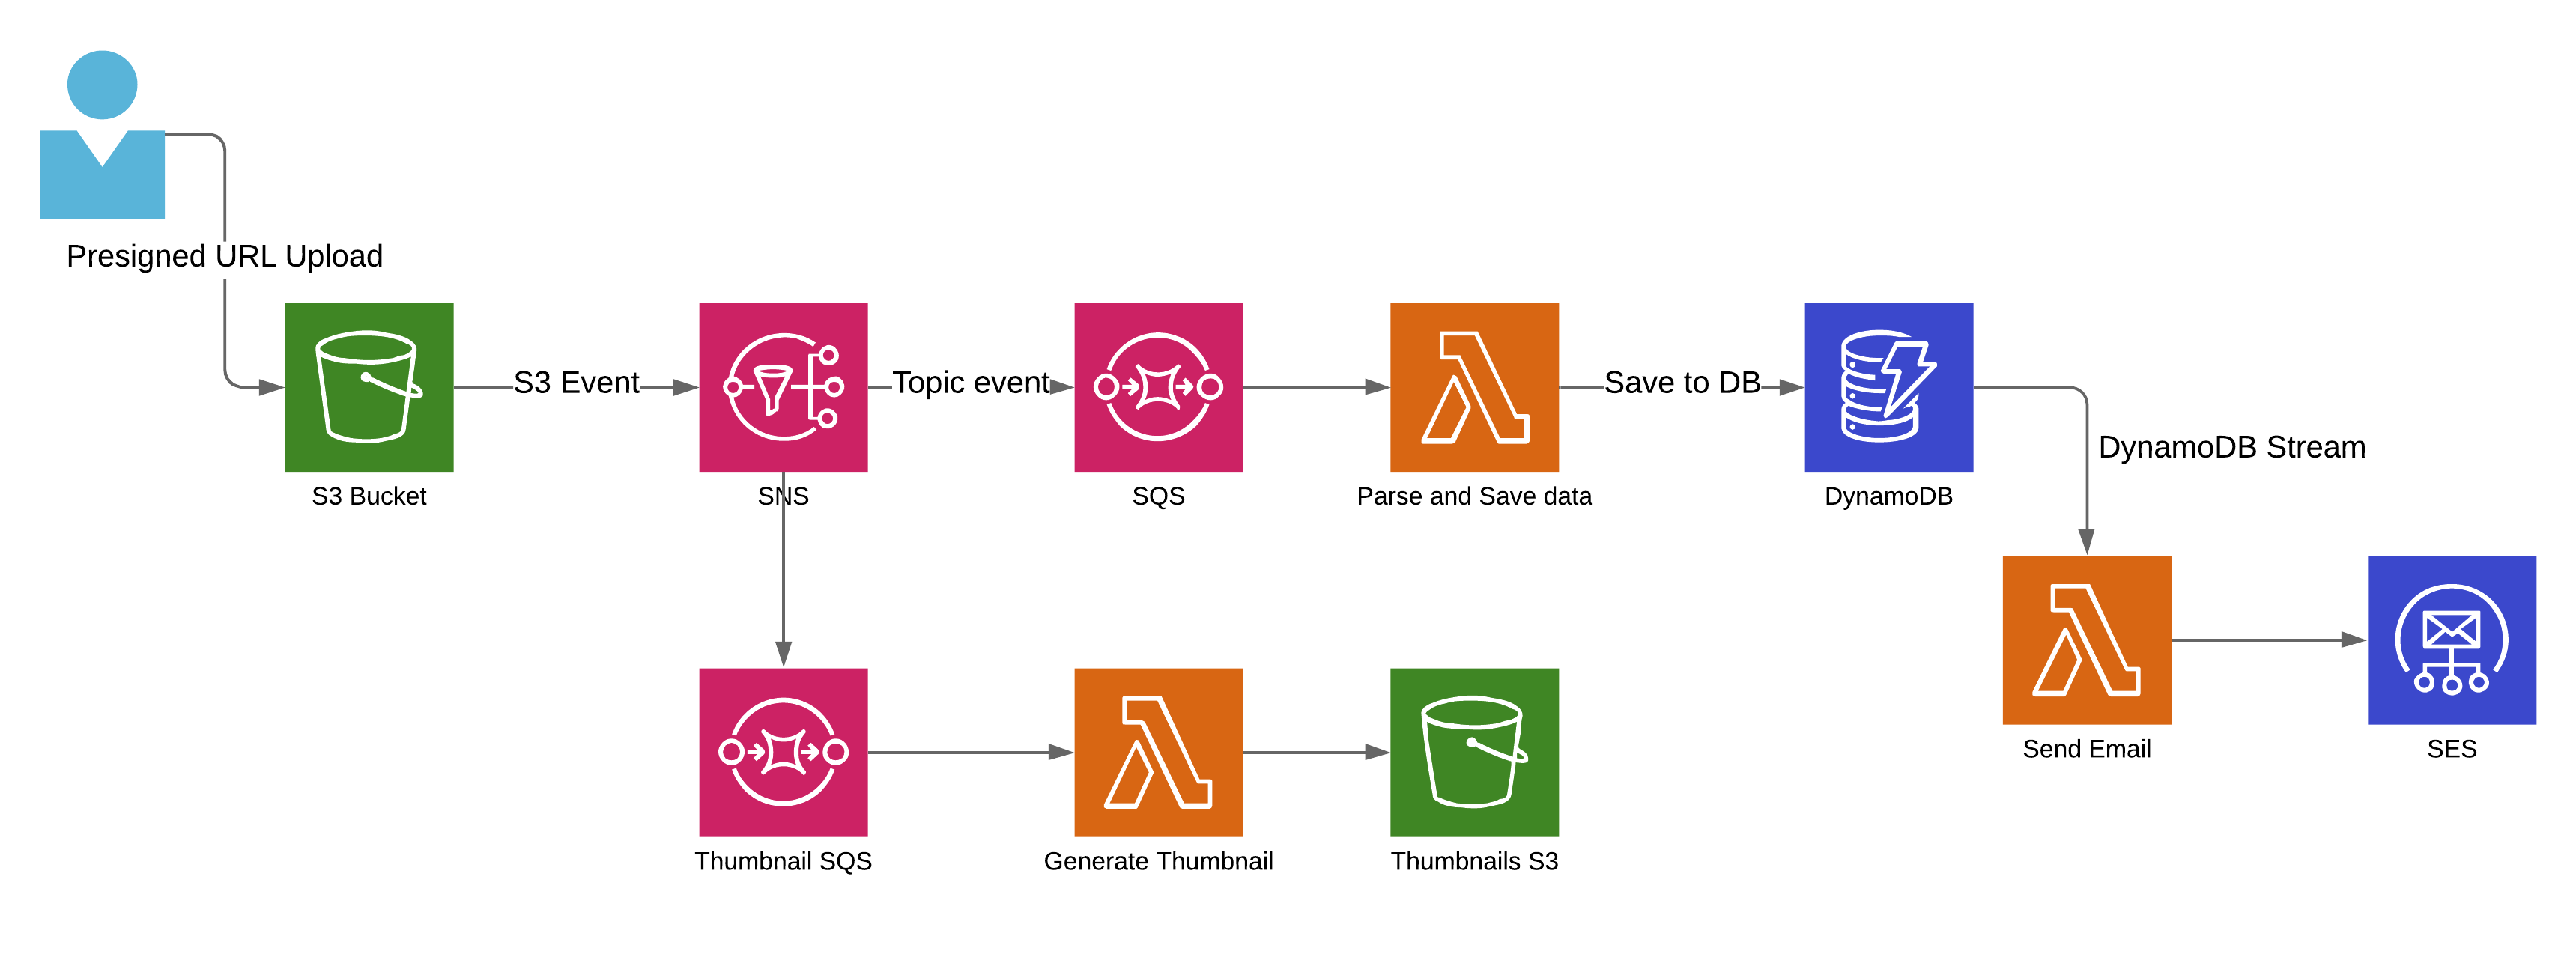 Presigned URL Upload
S3 Event
Topic event
Save to DB
S3 Bucket
SNS
SQS
Parse and Save data
DynamoDB
DynamoDB Stream
Send Email
SES
Thumbnail SQS
Generate Thumbnail
Thumbnails S3